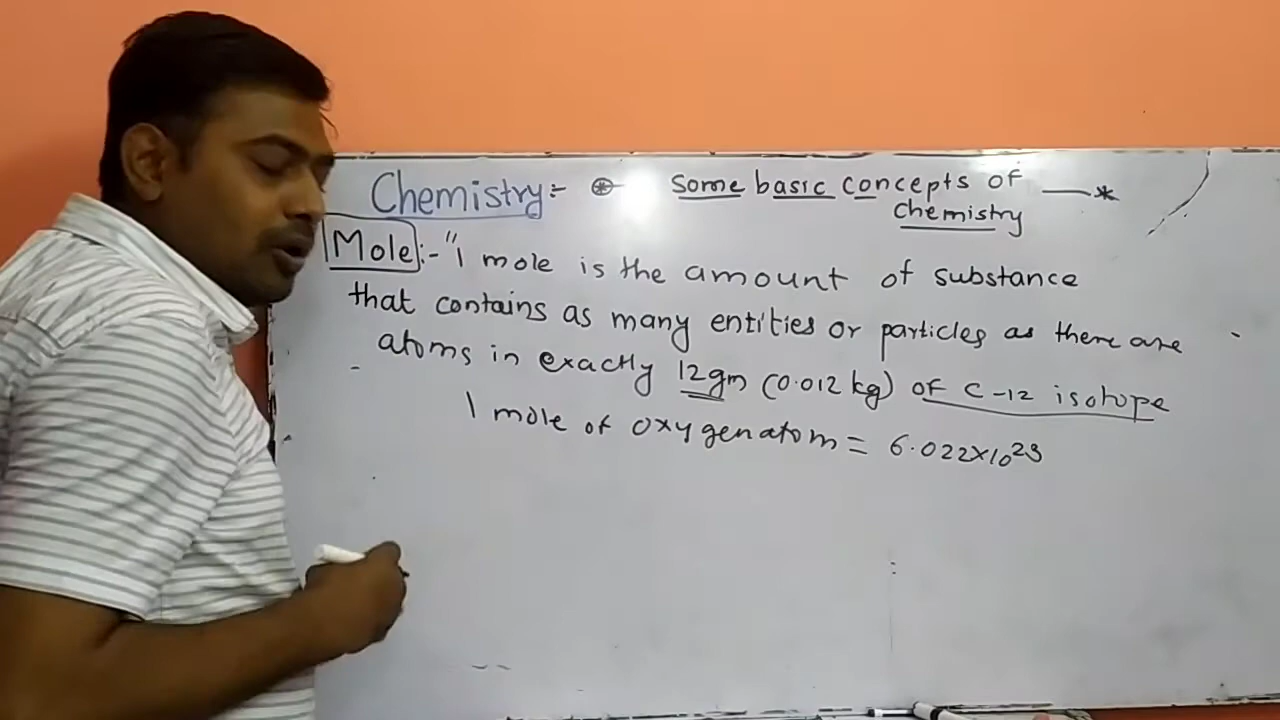 Chemistry:- ⊛ Some basic concepts of
chemistry
Mole:- "1 mole is the amount of substance
that contains as many entities or particles as there are
atoms in exactly 12gm (0.012 kg) of C-12 isotope
1 mole of oxygen atom = 6.022×10²³